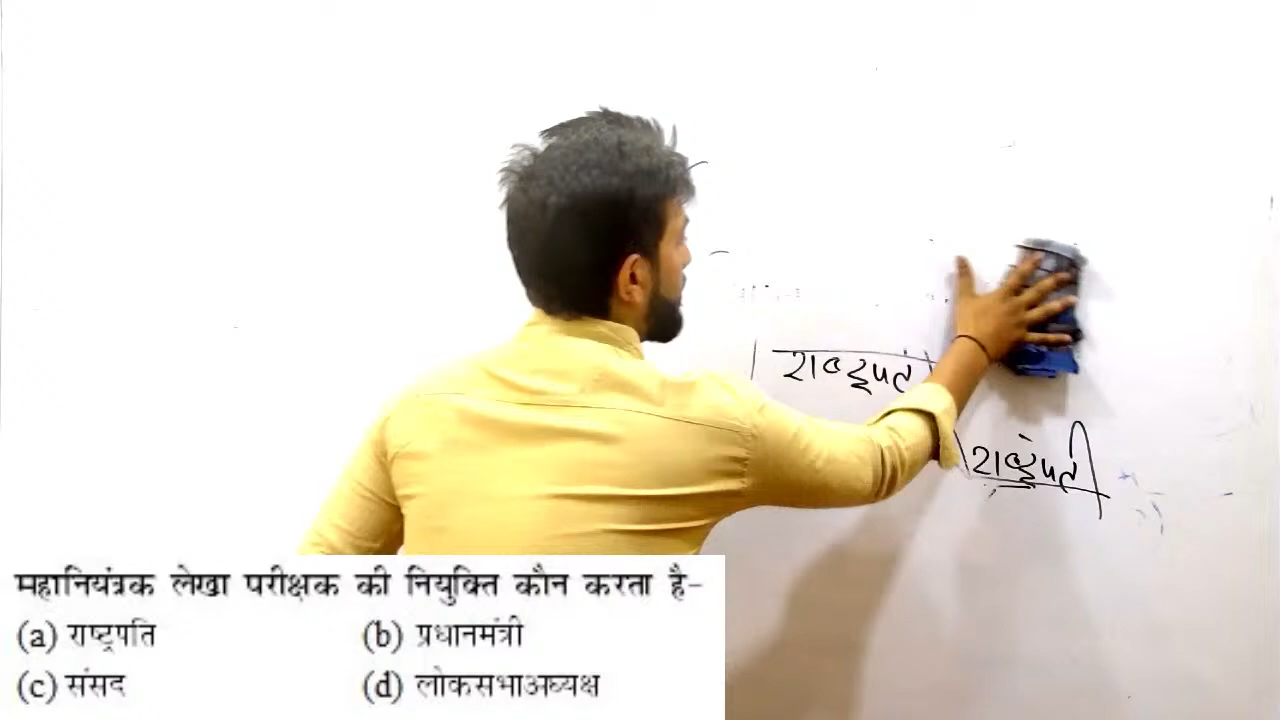 राष्ट्रपति
राष्ट्रपति
महानियंत्रक लेखा परीक्षक की नियुक्ति कौन करता है-
(a) राष्ट्रपति (b) प्रधानमंत्री
(c) संसद (d) लोकसभाअध्यक्ष